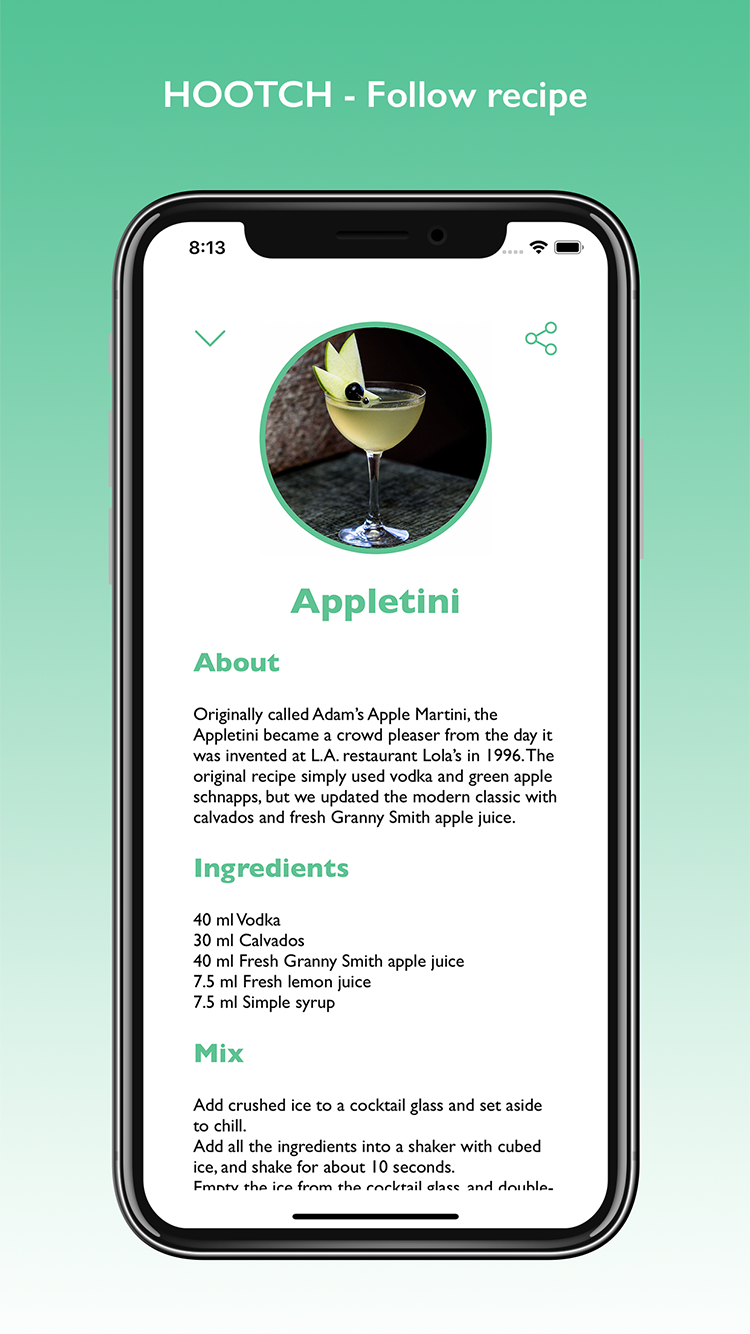 HOOTCH - Follow recipe
8:13
Appletini
About
Originally called Adam's Apple Martini, the
Appletini became a crowd pleaser from the day it
was invented at L.A. restaurant Lola's in 1996. The
original recipe simply used vodka and green apple
schnapps, but we updated the modern classic with
calvados and fresh Granny Smith apple juice.
Ingredients
40 ml Vodka
30 ml Calvados
40 ml Fresh Granny Smith apple juice
7.5 ml Fresh lemon juice
7.5 ml Simple syrup
Mix
Add crushed ice to a cocktail glass and set aside
to chill.
Add all the ingredients into a shaker with cubed
ice, and shake for about 10 seconds.
Empty the ice from the cocktail glass, and double-